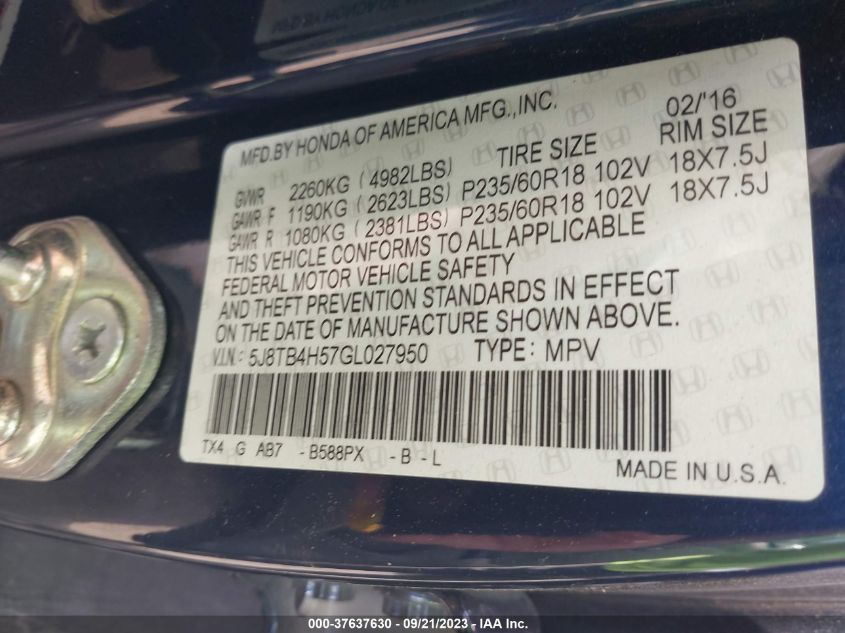 MFD.BY HONDA OF AMERICA MFG.,INC. 02/'16
TIRE SIZE RIM SIZE
GVWR 2260KG (4982LBS)
GAWR F 1190KG (2623LBS) P235/60R18 102V 18X7.5J
GAWR R 1080KG (2381LBS) P235/60R18 102V 18X7.5J
THIS VEHICLE CONFORMS TO ALL APPLICABLE
FEDERAL MOTOR VEHICLE SAFETY
AND THEFT PREVENTION STANDARDS IN EFFECT
ON THE DATE OF MANUFACTURE SHOWN ABOVE.
V.I.N.: 5J8TB4H57GL027950 TYPE: MPV
TX4 G AB7 -B588PX -B -L
MADE IN U.S.A.
000-37637630 - 09/21/2023 - IAA Inc.